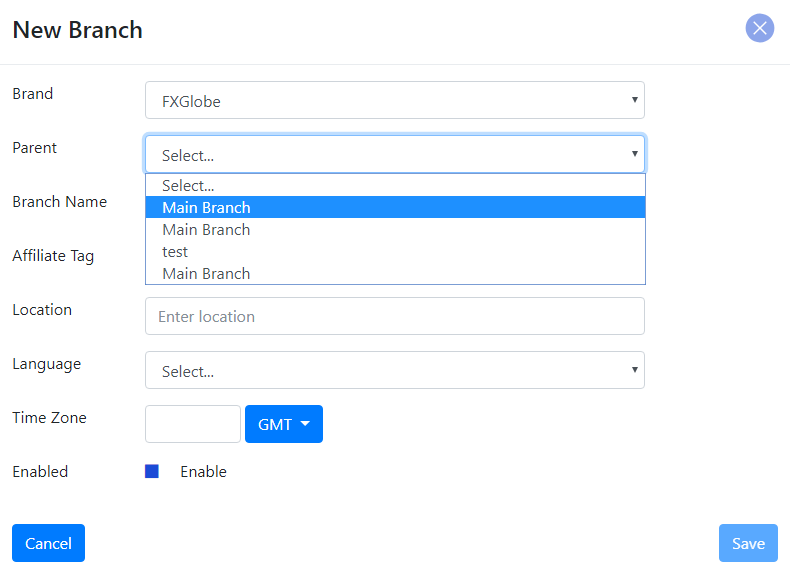 New Branch
Brand
FXGlobe
Parent
Select...
Select...
Main Branch
Branch Name
Main Branch
Affiliate Tag
test
Main Branch
Location
Enter location
Language
Select...
Time Zone
GMT
Enabled
Enable
Cancel
Save